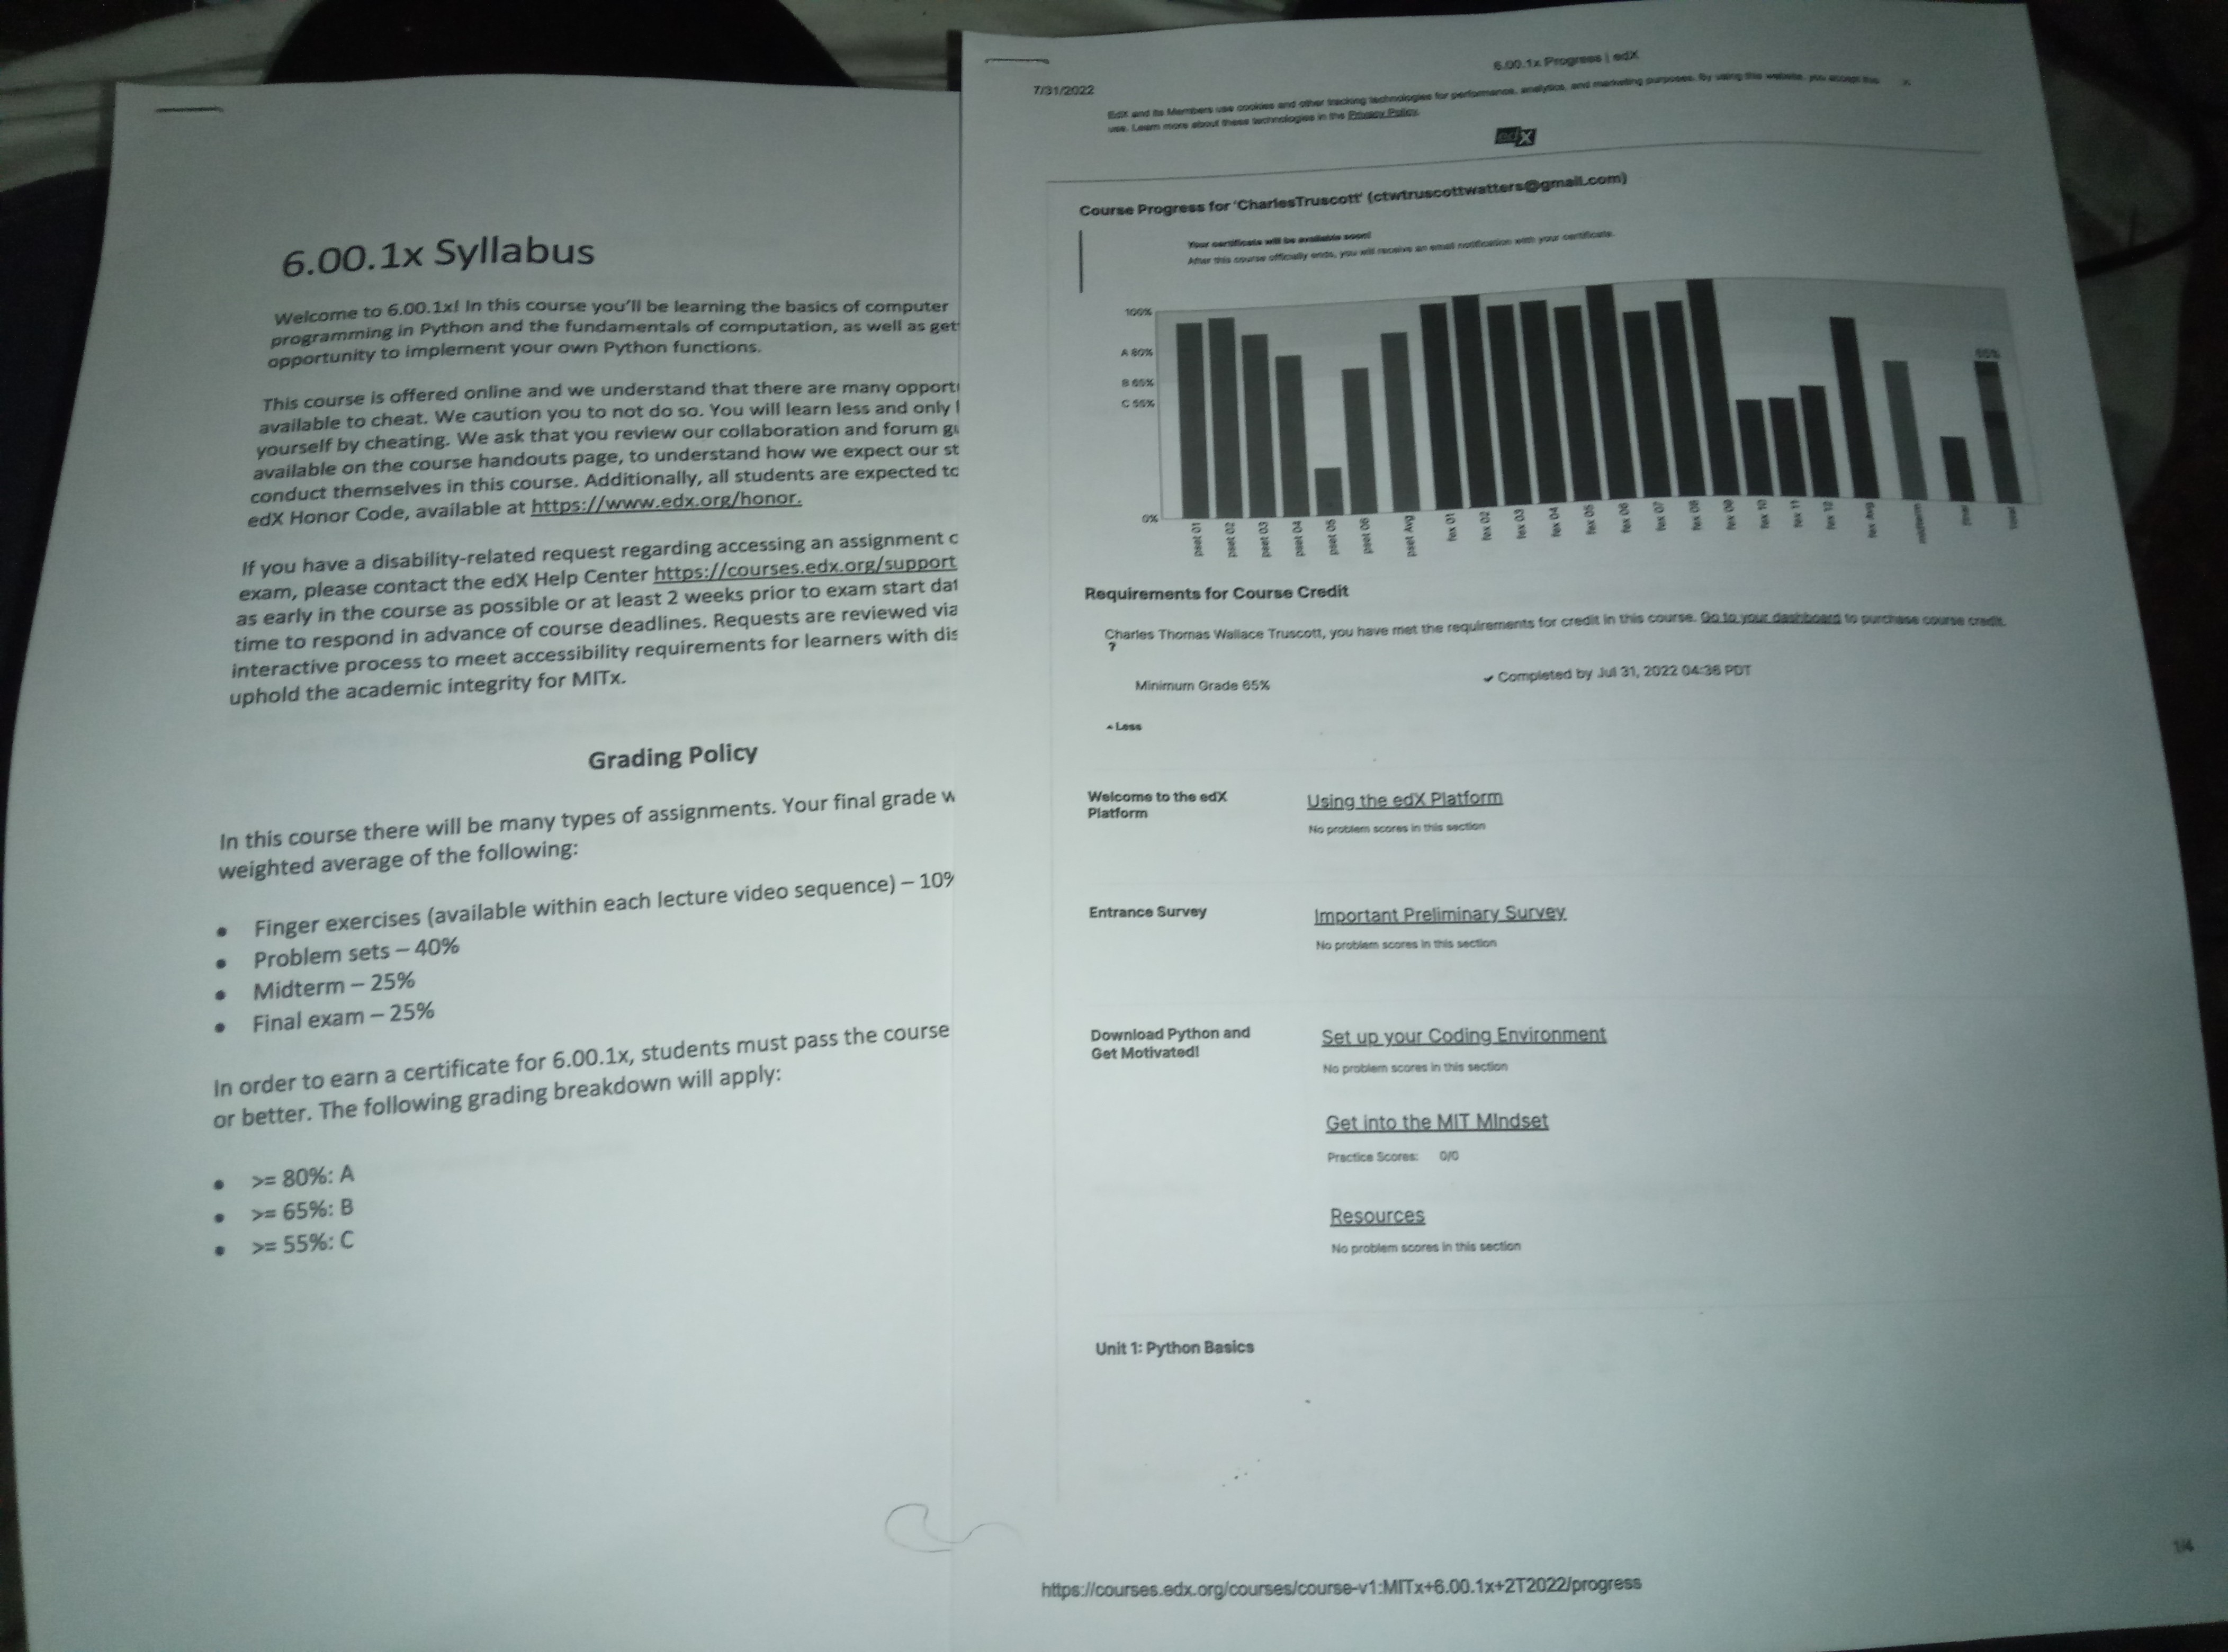 6.00.1x Syllabus
Welcome to 6.00.1x! In this course you'll be learning the basics of computer
programming in Python and the fundamentals of computation, as well as get
opportunity to implement your own Python functions.
This course is offered online and we understand that there are many opport
available to cheat. We caution you to not do so. You will learn less and only
yourself by cheating. We ask that you review our collaboration and forum gu
available on the course handouts page, to understand how we expect our st
conduct themselves in this course. Additionally, all students are expected to
edX Honor Code, available at https://www.edx.org/honor.
If you have a disability-related request regarding accessing an assignment o
exam, please contact the edX Help Center https://courses.edx.org/support
as early in the course as possible or at least 2 weeks prior to exam start dat
time to respond in advance of course deadlines. Requests are reviewed via
interactive process to meet accessibility requirements for learners with dis
uphold the academic integrity for MITx.
Grading Policy
In this course there will be many types of assignments. Your final grade w
weighted average of the following:
• Finger exercises (available within each lecture video sequence) – 10%
• Problem sets – 40%
• Midterm – 25%
• Final exam – 25%
In order to earn a certificate for 6.00.1x, students must pass the course
or better. The following grading breakdown will apply:
• >= 80%: A
• >= 65%: B
• >= 55%: C
7/31/2022
6.00.1x Progress | edX
EdX and its Members use cookies and other tracking technologies for performance, analytics, and marketing purposes. By using this website, you accept this
use. Learn more about these technologies in the Privacy Policy.
x
edX
Course Progress for 'CharlesTruscott' (ctwtruscottwatters@gmail.com)
Your certificate will be available soon!
After this course officially ends, you will receive an email notification with your certificate.
100%
A 80%
B 65%
C 55%
0%
65%
pset 01
pset 02
pset 03
pset 04
pset 05
pset 06
pset Avg
fex 01
fex 02
fex 03
fex 04
fex 05
fex 06
fex 07
fex 08
fex 09
fex 10
fex 11
fex 12
fex Avg
midterm
final
Total
Requirements for Course Credit
Charles Thomas Wallace Truscott, you have met the requirements for credit in this course. Go to your dashboard to purchase course credit.
?
Minimum Grade 65%
✔ Completed by Jul 31, 2022 04:36 PDT
Less
Welcome to the edX
Platform
Using the edX Platform
No problem scores in this section
Entrance Survey
Important Preliminary Survey
No problem scores in this section
Download Python and
Get Motivated!
Set up your Coding Environment
No problem scores in this section
Get into the MIT Mindset
Practice Scores: 0/0
Resources
No problem scores in this section
Unit 1: Python Basics
https://courses.edx.org/courses/course-v1:MITx+6.00.1x+2T2022/progress
1/4